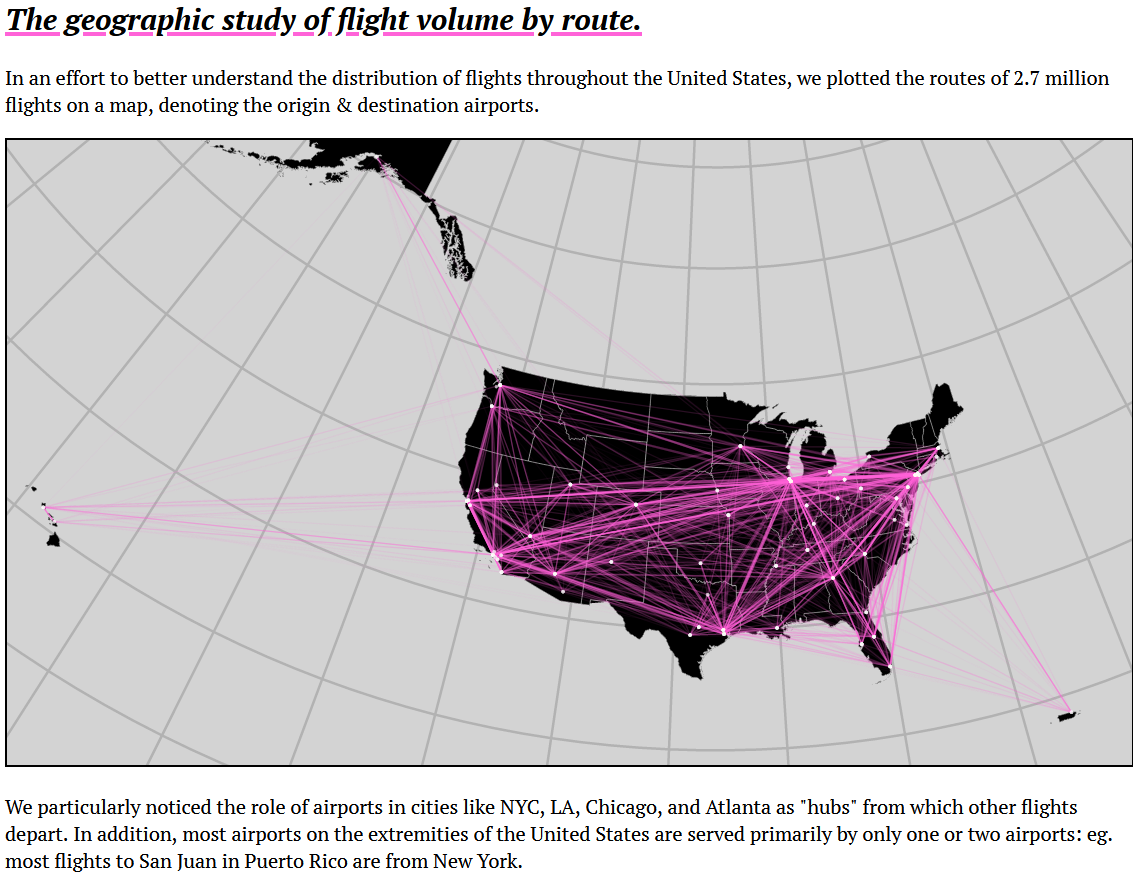 The geographic study of flight volume by route.
In an effort to better understand the distribution of flights throughout the United States, we plotted the routes of 2.7 million
flights on a map, denoting the origin & destination airports.
We particularly noticed the role of airports in cities like NYC, LA, Chicago, and Atlanta as "hubs" from which other flights
depart. In addition, most airports on the extremities of the United States are served primarily by only one or two airports: eg.
most flights to San Juan in Puerto Rico are from New York.